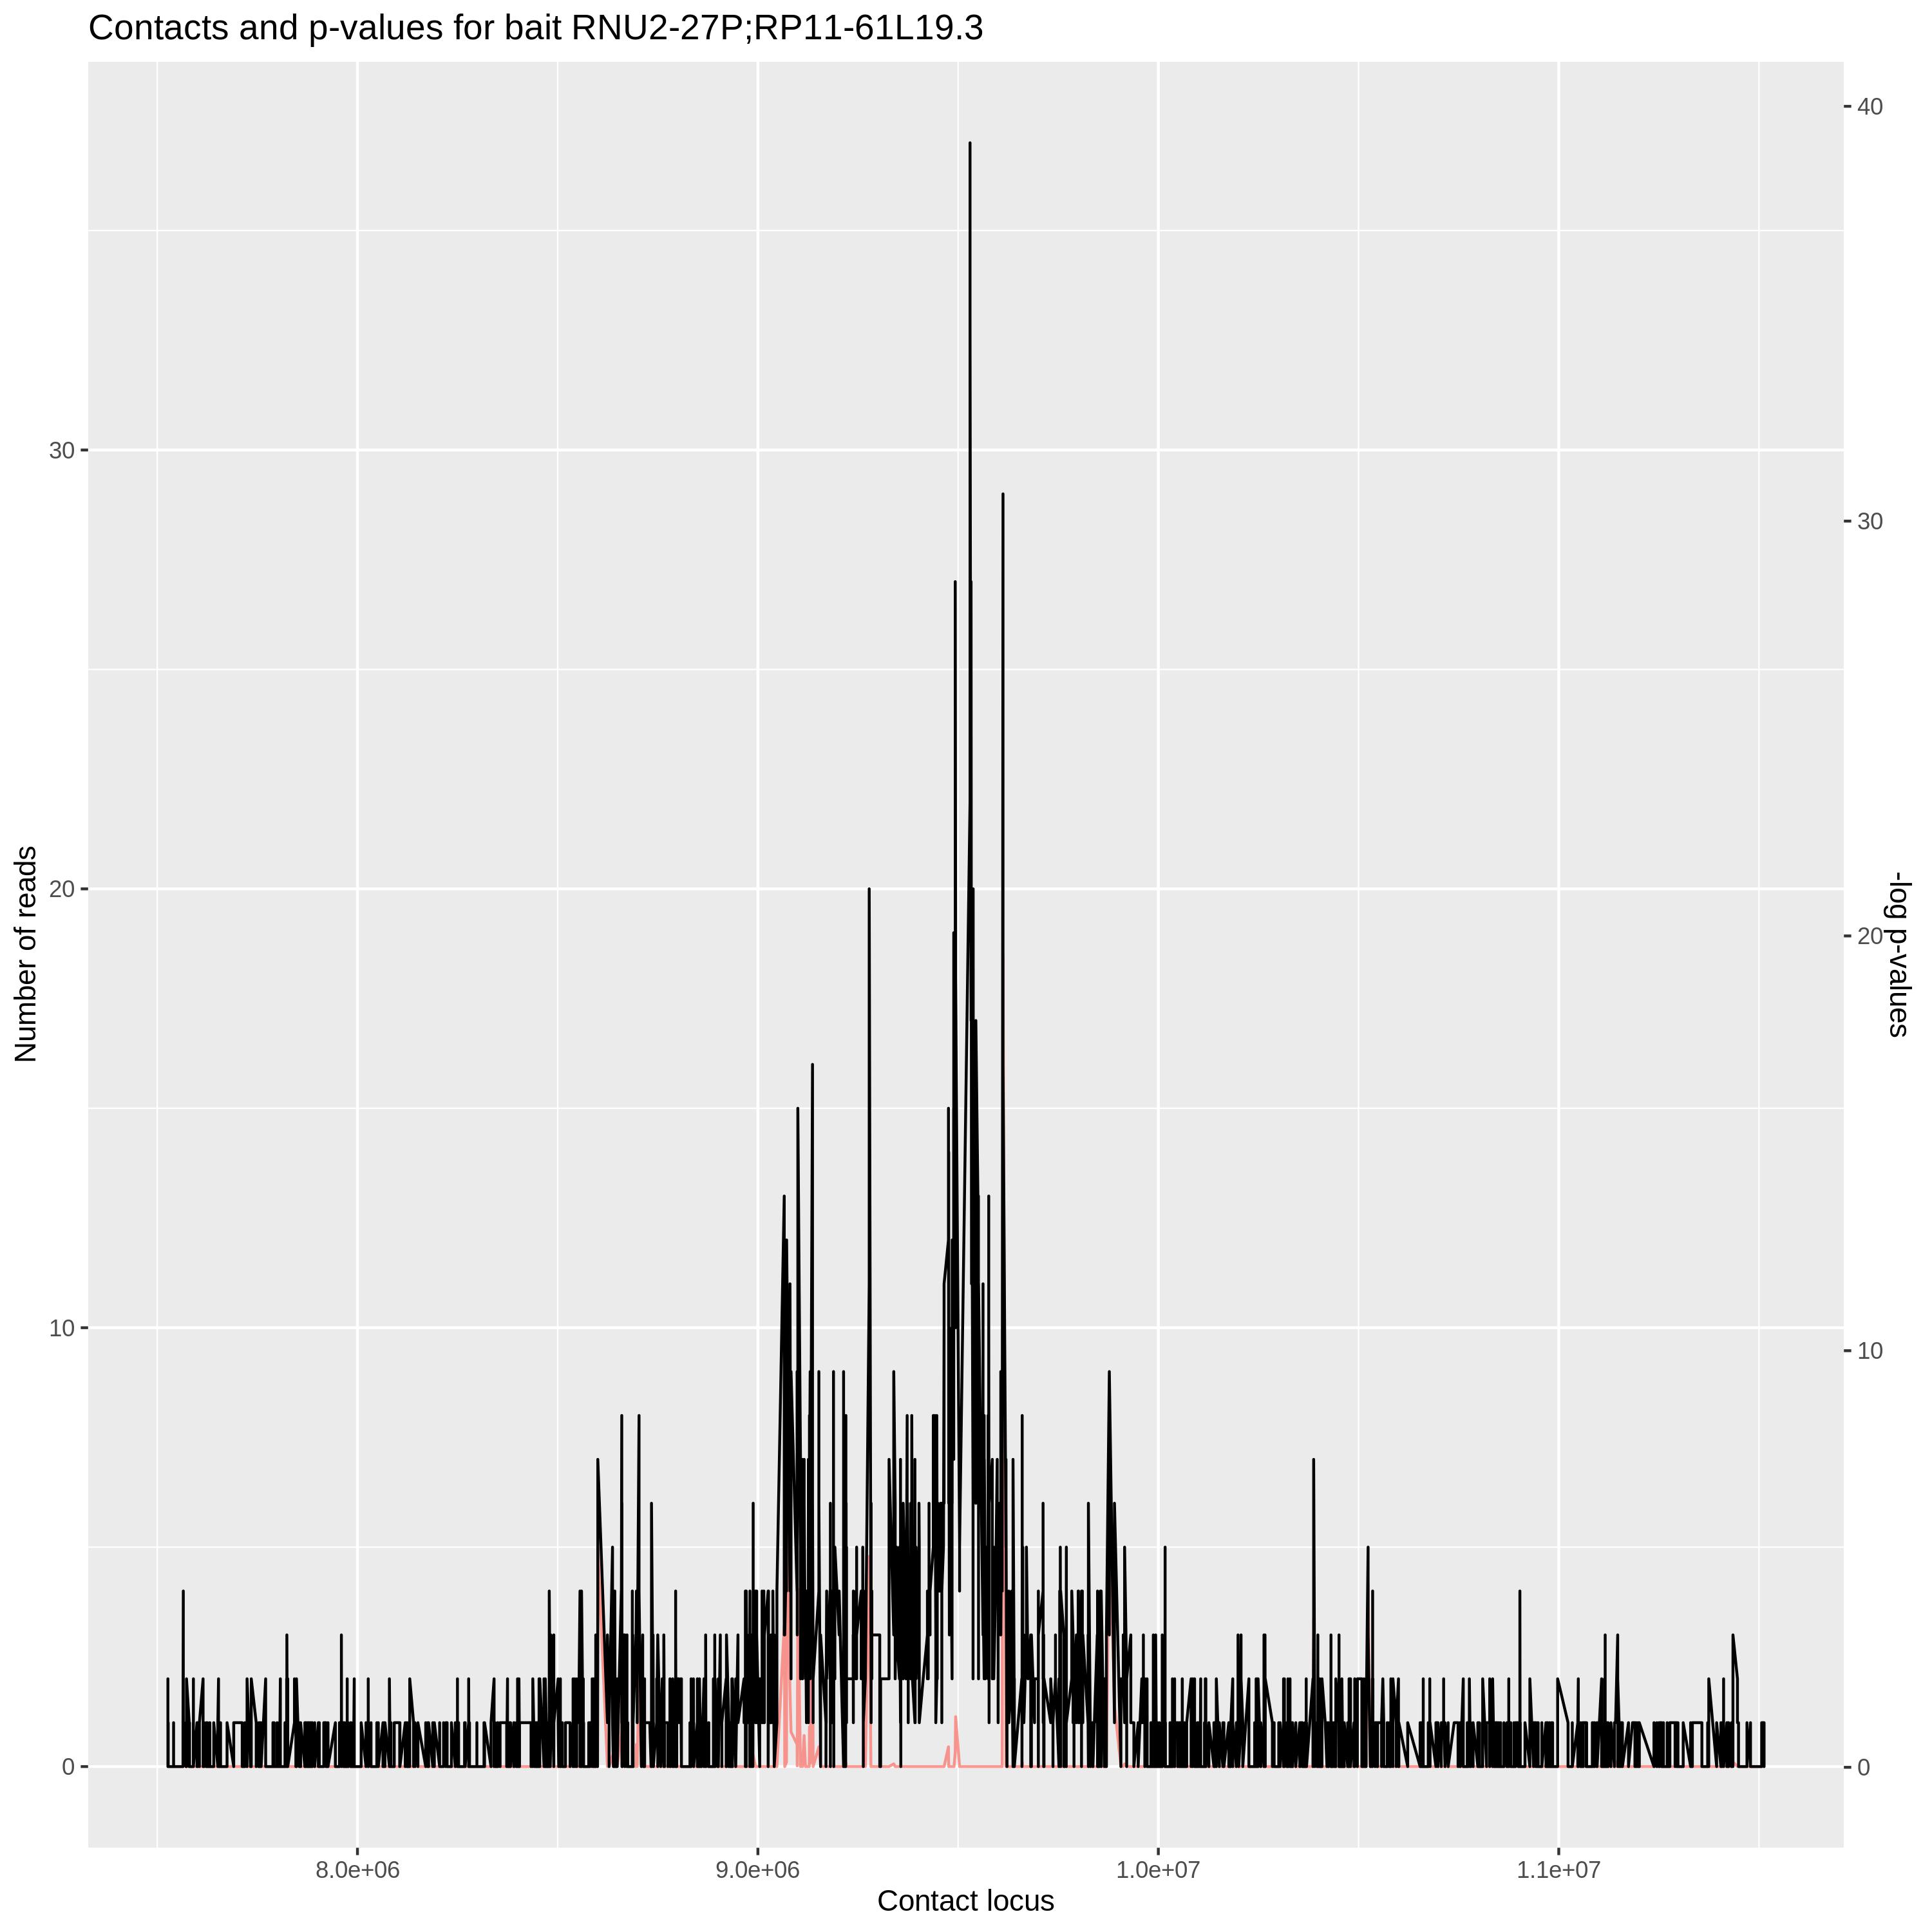 Contacts and p-values for bait RNU2-27P;RP11-61L19.3
40
30
30
20
20
10
10
0
0
Number of reads
-log p-values
8.0e+06
9.0e+06
1.0e+07
1.1e+07
Contact locus